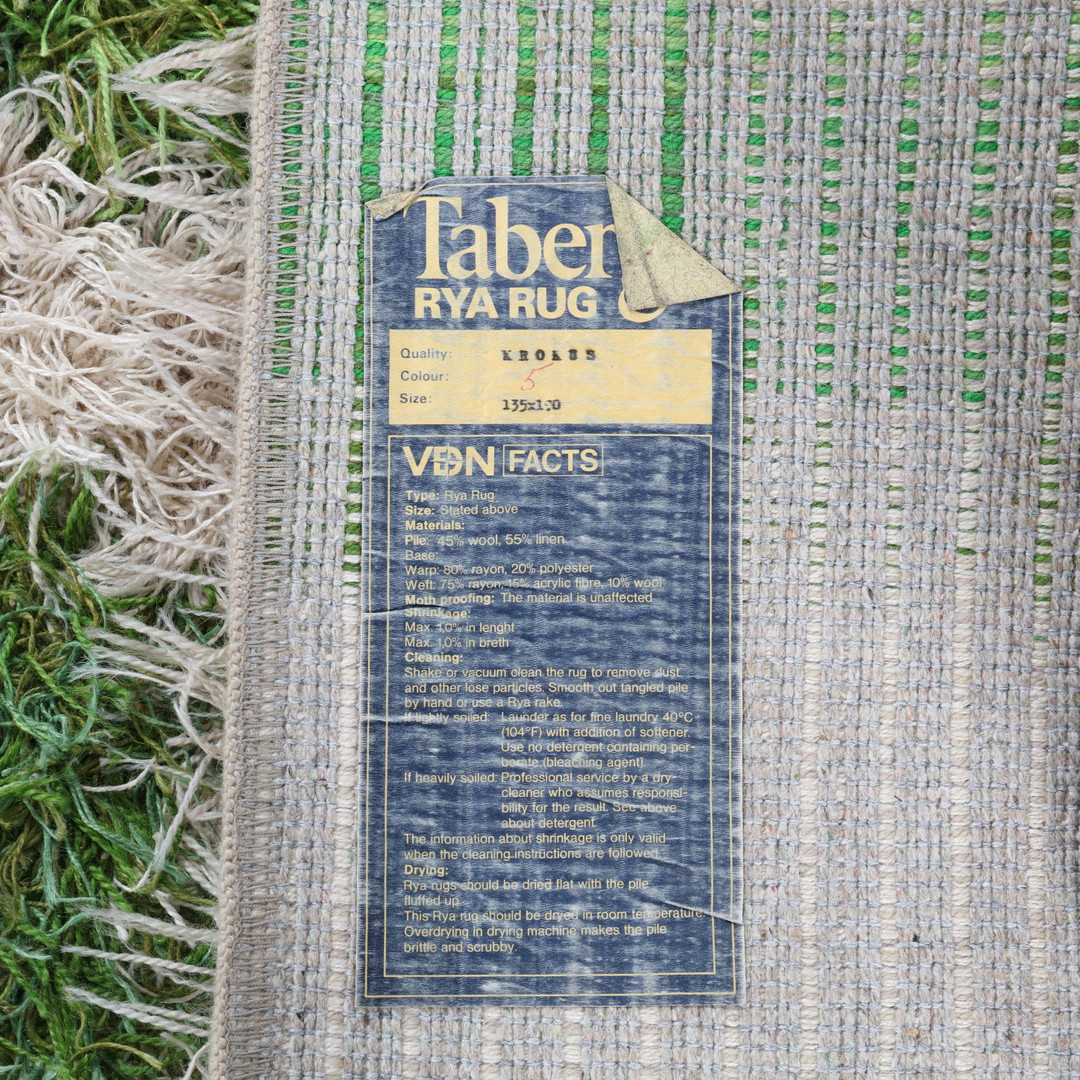 Taber
RYA RUG
Quality: KROKUS
Colour: 5
Size:
VDN FACTS
Type: Rya Rug
Size: Stated above
Materials:
Pile: 45% wool, 55% linen
Base:
Warp: 80% rayon, 20% polyester
Weft: 75% rayon, 15% acrylic fibre, 10% wool
Moth proofing: The material is unaffected
Shrinkage:
Max. 1,0% in lenght
Max. 1,0% in breth
Cleaning:
Shake or vacuum clean the rug to remove dust
and other lose particles. Smooth out tangled pile
by hand or use a Rya rake.
If lightly soiled: Launder as for fine laundry 40°C
(104°F) with addition of softener.
Use no detergent containing per-
borate (bleaching agent)
If heavily soiled: Professional service by a dry-
cleaner who assumes responsi-
bility for the result. See above
about detergent.
The information about shrinkage is only valid
when the cleaning instructions are followed.
Drying:
Rya rugs should be dried flat with the pile
fluffed up.
This Rya rug should be dryed in room temperature.
Overdrying in drying machine makes the pile
brittle and scrubby.